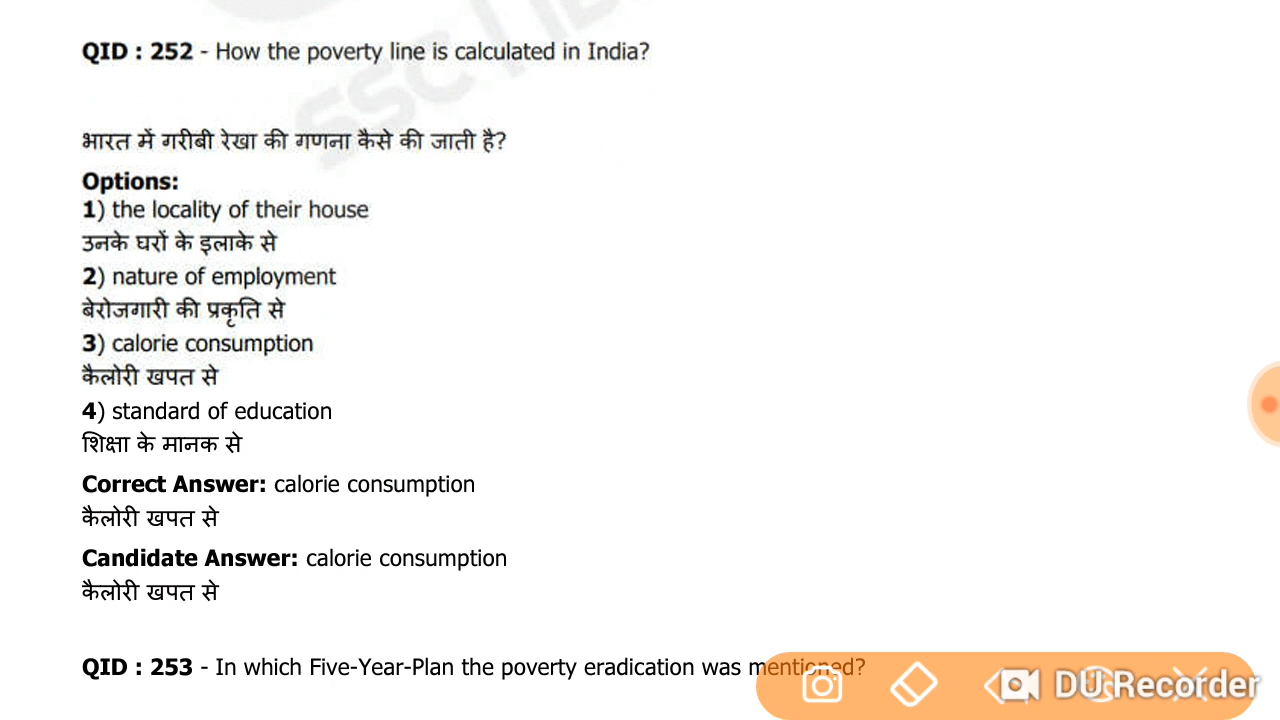 SSC
QID : 252 - How the poverty line is calculated in India?
भारत में गरीबी रेखा की गणना कैसे की जाती है?
Options:
1) the locality of their house
उनके घरों के इलाके से
2) nature of employment
बेरोजगारी की प्रकृति से
3) calorie consumption
कैलोरी खपत से
4) standard of education
शिक्षा के मानक से
Correct Answer: calorie consumption
कैलोरी खपत से
Candidate Answer: calorie consumption
कैलोरी खपत से
QID : 253 - In which Five-Year-Plan the poverty eradication was mentioned?
DU Recorder